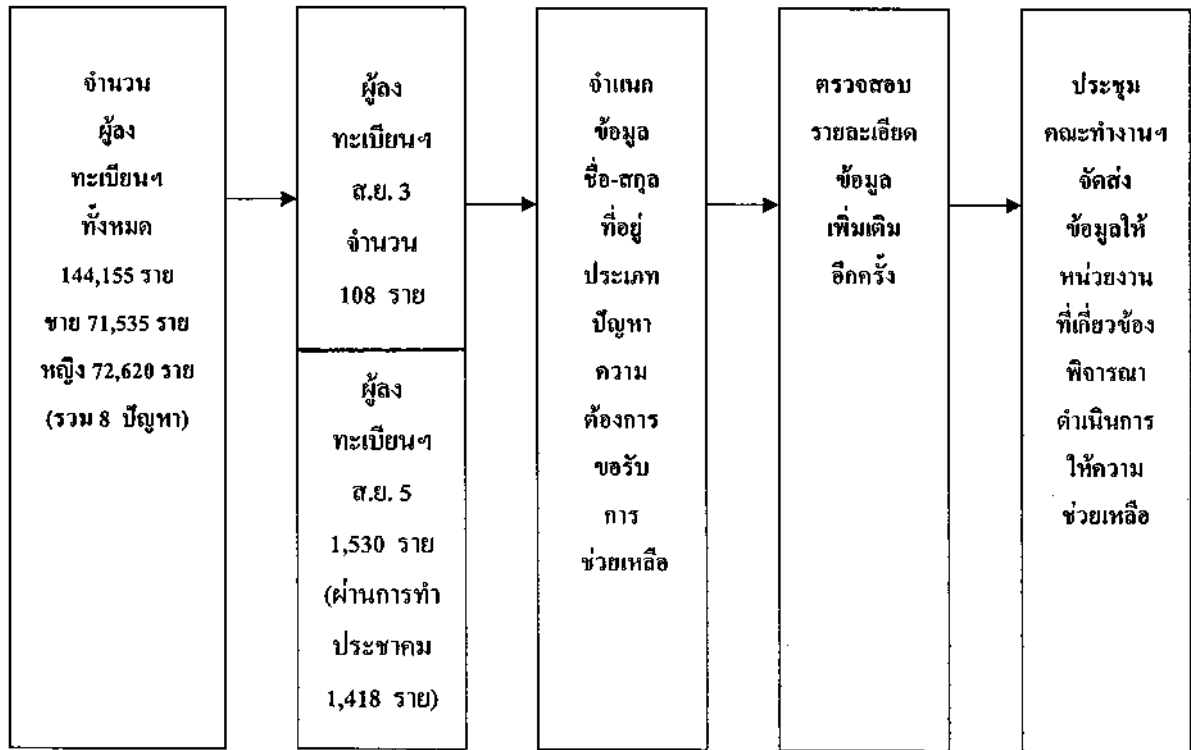 จำนวน
ผู้ลง
ทะเบียนฯ
ทั้งหมด
144,155 ราย
ชาย 71,535 ราย
หญิง 72,620 ราย
(รวม 8 ปัญหา)
ผู้ลง
ทะเบียนฯ
ส.ย. 3
จำนวน
108 ราย
ผู้ลง
ทะเบียนฯ
ส.ย. 5
1,530 ราย
(ผ่านการทำ
ประชาคม
1,418 ราย)
จำแนก
ข้อมูล
ชื่อ-สกุล
ที่อยู่
ประเภท
ปัญหา
ความ
ต้องการ
ขอรับ
การ
ช่วยเหลือ
ตรวจสอบ
รายละเอียด
ข้อมูล
เพิ่มเติม
อีกครั้ง
ประชุม
คณะทำงานฯ
จัดส่ง
ข้อมูลให้
หน่วยงาน
ที่เกี่ยวข้อง
พิจารณา
ดำเนินการ
ให้ความ
ช่วยเหลือ